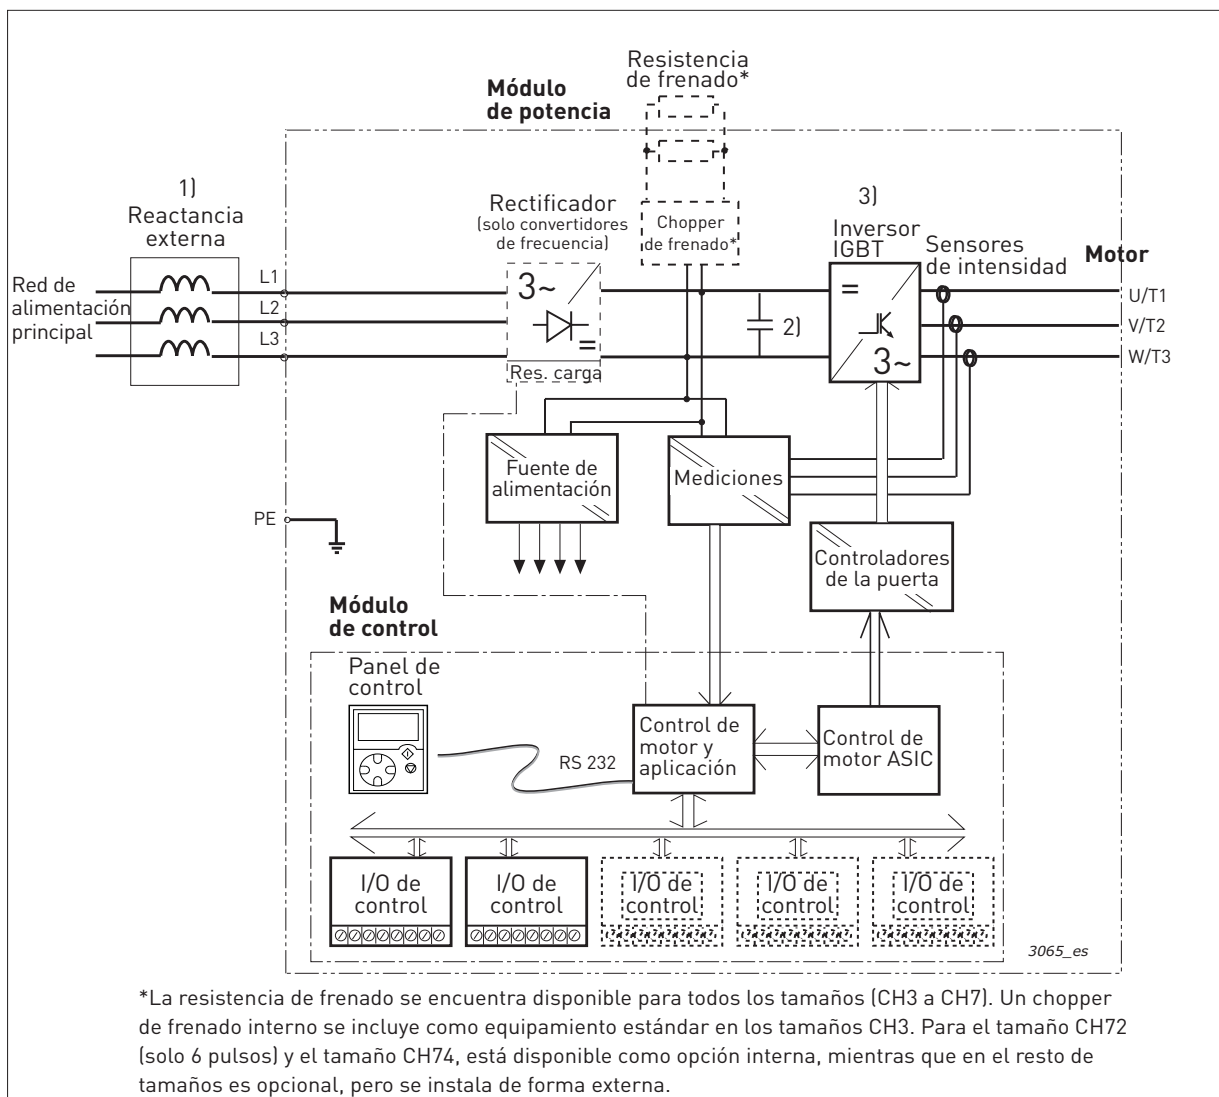 Resistencia
de frenado*
Módulo
de potencia
1)
Reactancia
externa
Rectificador
(solo convertidores
de frecuencia)
Chopper
de frenado*
3)
Inversor
IGBT
Sensores
de intensidad
Motor
Red de
alimentación
principal
L1
L2
L3
3~
=
Res. carga
2)
=
3~
U/T1
V/T2
W/T3
Fuente de
alimentación
Mediciones
PE
Controladores
de la puerta
Módulo
de control
Panel de
control
RS 232
Control de
motor y
aplicación
Control de
motor ASIC
I/O de
control
I/O de
control
I/O de
control
I/O de
control
I/O de
control
3065_es
*La resistencia de frenado se encuentra disponible para todos los tamaños (CH3 a CH7). Un chopper
de frenado interno se incluye como equipamiento estándar en los tamaños CH3. Para el tamaño CH72
(solo 6 pulsos) y el tamaño CH74, está disponible como opción interna, mientras que en el resto de
tamaños es opcional, pero se instala de forma externa.